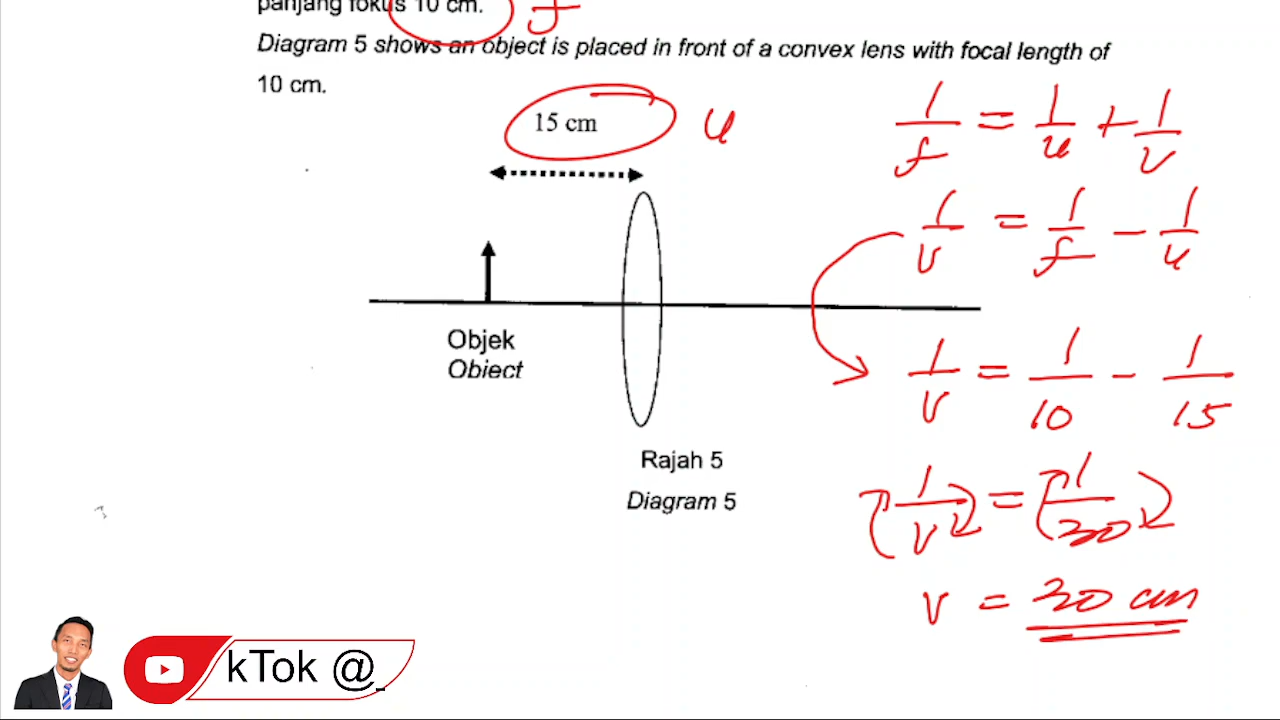 panjang fokus 10 cm. f
Diagram 5 shows an object is placed in front of a convex lens with focal length of
10 cm.
15 cm u
Objek
Object
Rajah 5
Diagram 5
1/f = 1/u + 1/v
1/v = 1/f - 1/u
1/v = 1/10 - 1/15
(1/v) = (1/30)
v = 30 cm
kTok @_